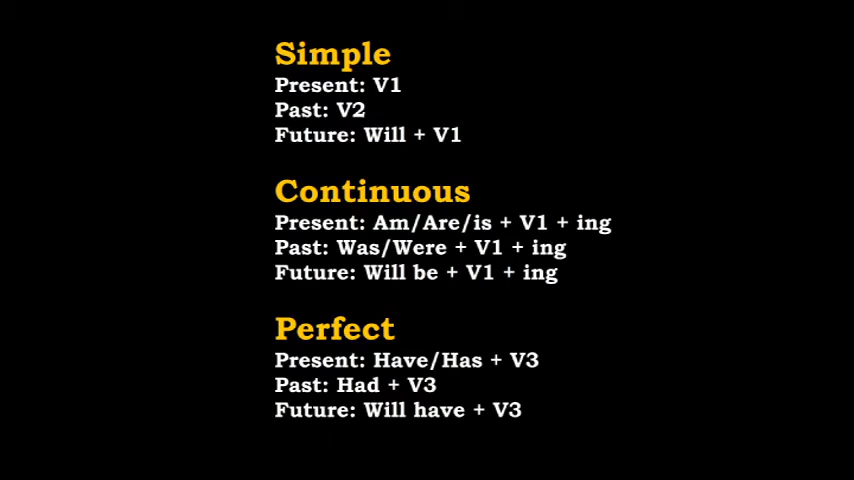 Simple
Present: V1
Past: V2
Future: Will + V1
Continuous
Present: Am/Are/is + V1 + ing
Past: Was/Were + V1 + ing
Future: Will be + V1 + ing
Perfect
Present: Have/Has + V3
Past: Had + V3
Future: Will have + V3